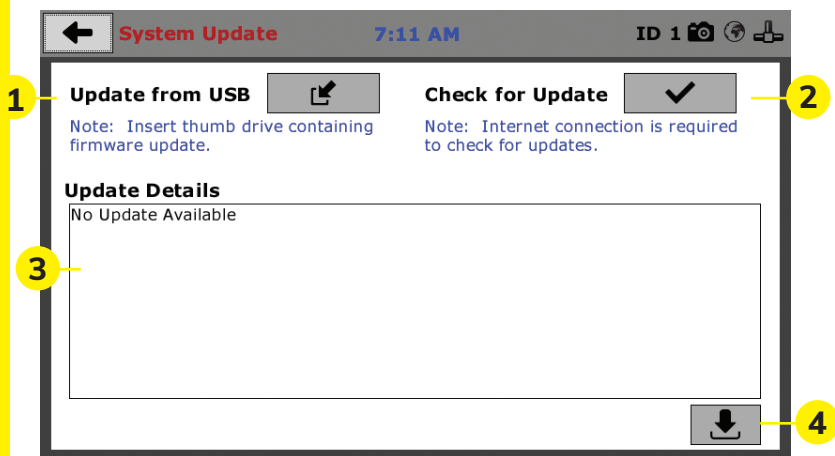 System Update 7:11 AM ID 1
1 Update from USB Check for Update 2
Note: Insert thumb drive containing
firmware update.
Note: Internet connection is required
to check for updates.
Update Details
No Update Available
3
4